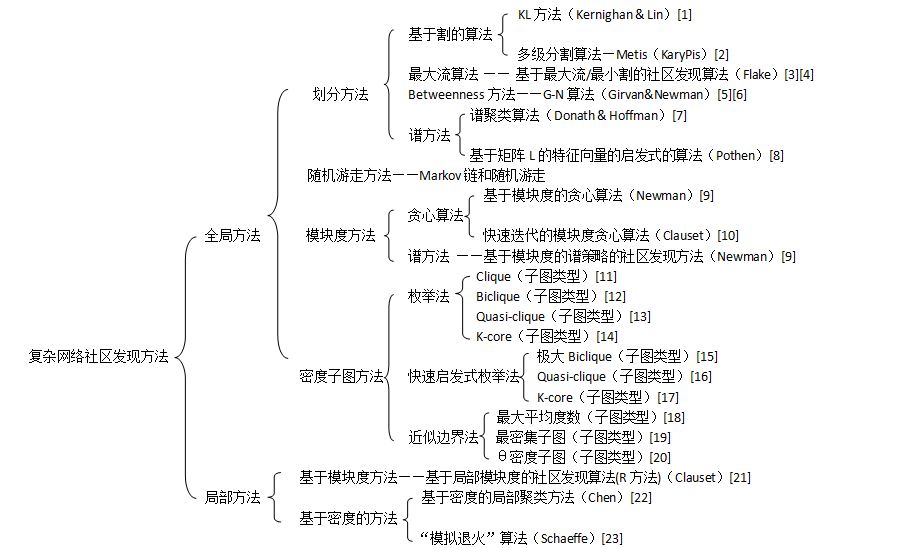 KL 方法（Kernighan & Lin）[1]
基于割的算法
多级分割算法—Metis（KaryPis）[2]
最大流算法 —— 基于最大流/最小割的社区发现算法（Flake）[3][4]
划分方法
Betweenness 方法——G-N 算法（Girvan&Newman）[5][6]
谱聚类算法（Donath & Hoffman）[7]
谱方法
基于矩阵 L 的特征向量的启发式的算法（Pothen）[8]
随机游走方法——Markov 链和随机游走
基于模块度的贪心算法（Newman）[9]
贪心算法
全局方法
模块度方法
快速迭代的模块度贪心算法（Clauset）[10]
谱方法 ——基于模块度的谱策略的社区发现方法（Newman）[9]
Clique（子图类型）[11]
枚举法
Biclique（子图类型）[12]
Quasi-clique（子图类型）[13]
K-core（子图类型）[14]
复杂网络社区发现方法
极大 Biclique（子图类型）[15]
密度子图方法
快速启发式枚举法
Quasi-clique（子图类型）[16]
K-core（子图类型）[17]
最大平均度数（子图类型）[18]
近似边界法
最密集子图（子图类型）[19]
θ密度子图（子图类型）[20]
基于模块度方法——基于局部模块度的社区发现算法(R 方法)（Clauset）[21]
局部方法
基于密度的局部聚类方法（Chen）[22]
基于密度的方法
“模拟退火”算法（Schaeffe）[23]